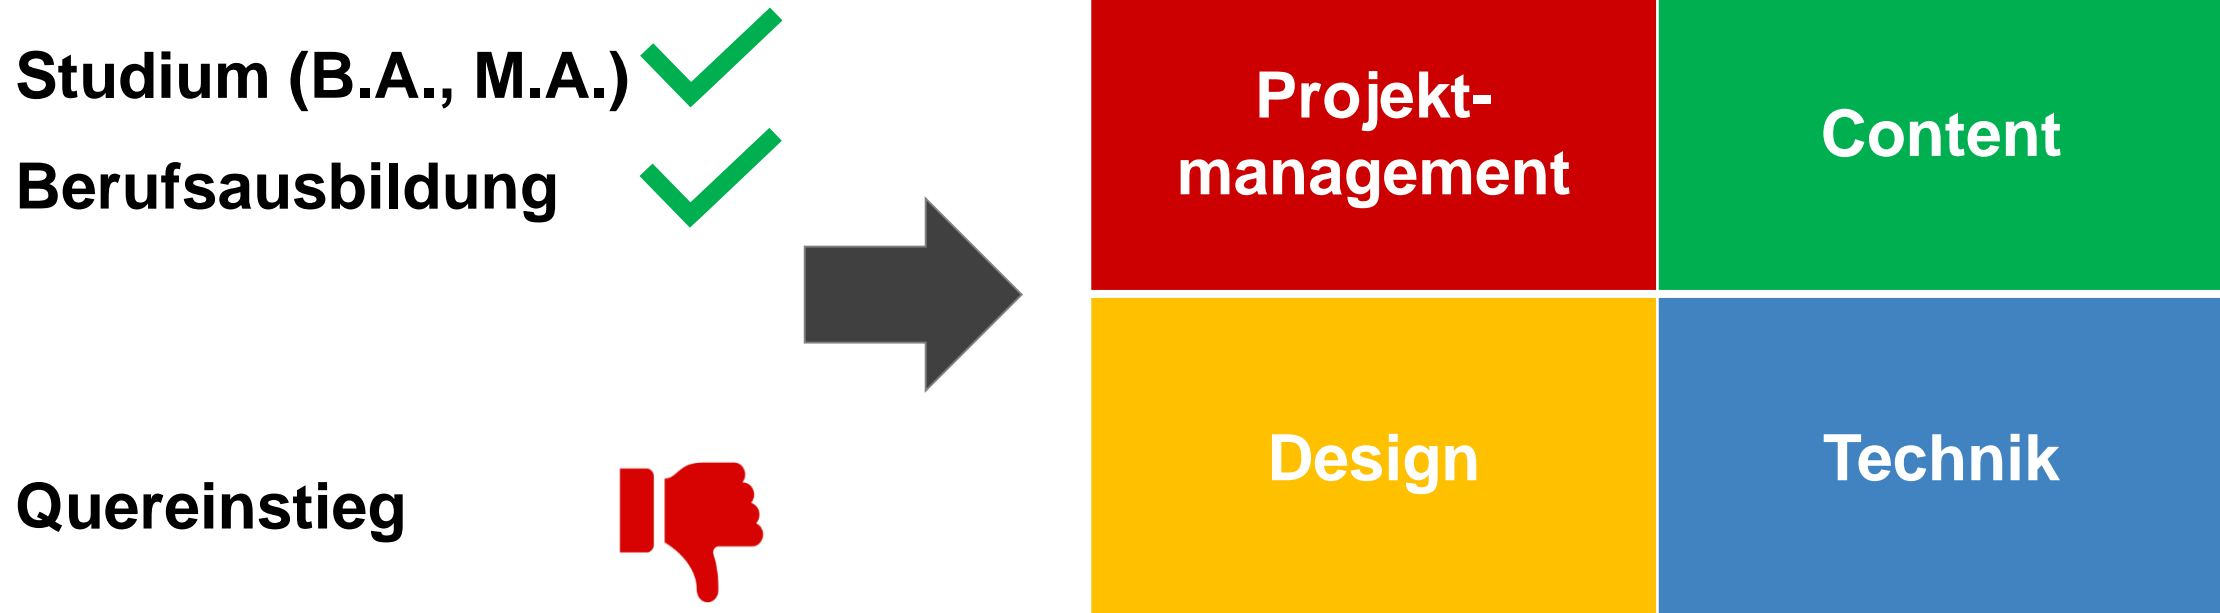 Studium (B.A., M.A.)
Berufsausbildung
Quereinstieg
Projekt-
management
Content
Design
Technik